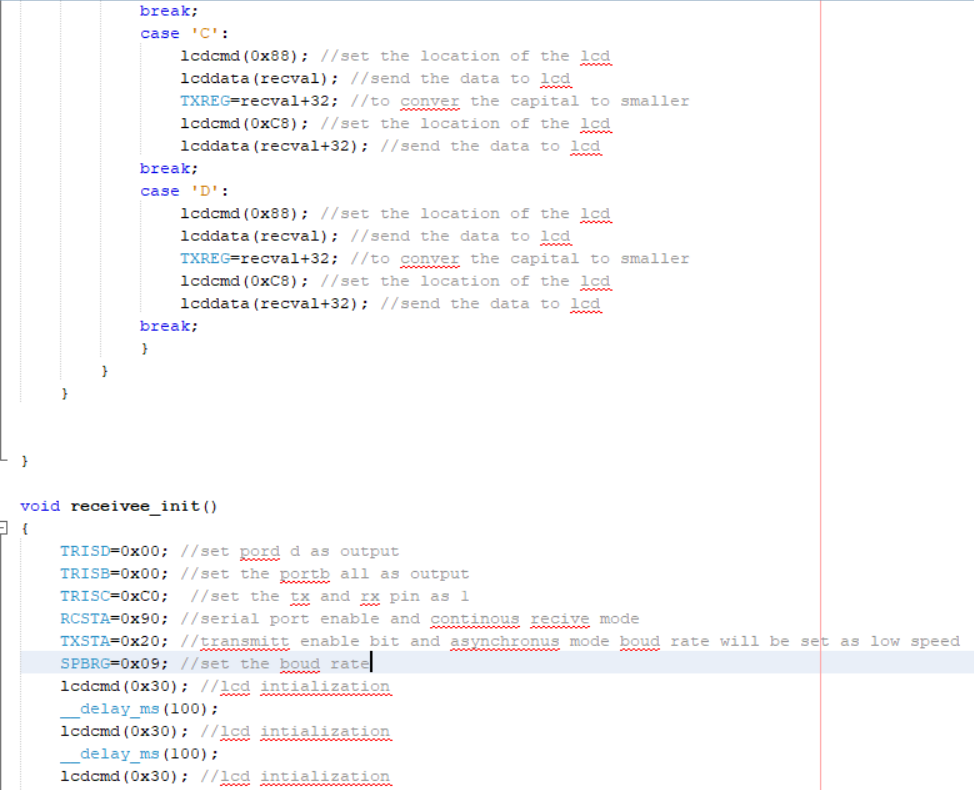 break;
case 'C':
lcdcmd(0x88); //set the location of the lcd
lcddata(recval); //send the data to lcd
TXREG=recval+32; //to conver the capital to smaller
lcdcmd(0xC8); //set the location of the lcd
lcddata(recval+32); //send the data to lcd
break;
case 'D':
lcdcmd(0x88); //set the location of the lcd
lcddata(recval); //send the data to lcd
TXREG=recval+32; //to conver the capital to smaller
lcdcmd(0xC8); //set the location of the lcd
lcddata(recval+32); //send the data to lcd
break;
}
}
}
}
void receivee_init()
{
TRISD=0x00; //set pord d as output
TRISB=0x00; //set the portb all as output
TRISC=0xC0;  //set the tx and rx pin as 1
RCSTA=0x90; //serial port enable and continous recive mode
TXSTA=0x20; //transmitt enable bit and asynchronus mode boud rate will be set as low speed
SPBRG=0x09; //set the boud rate
lcdcmd(0x30); //lcd intialization
__delay_ms(100);
lcdcmd(0x30); //lcd intialization
__delay_ms(100);
lcdcmd(0x30); //lcd intialization